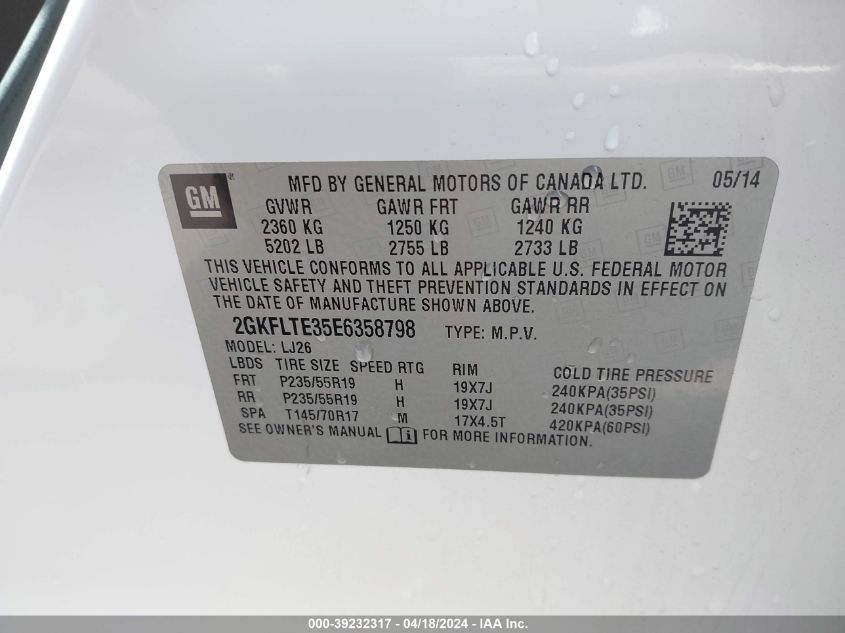 GM ® MFD BY GENERAL MOTORS OF CANADA LTD. 05/14
GVWR GAWR FRT GAWR RR
2360 KG 1250 KG 1240 KG
5202 LB 2755 LB 2733 LB
THIS VEHICLE CONFORMS TO ALL APPLICABLE U.S. FEDERAL MOTOR
VEHICLE SAFETY AND THEFT PREVENTION STANDARDS IN EFFECT ON
THE DATE OF MANUFACTURE SHOWN ABOVE.
2GKFLTE35E6358798 TYPE: M.P.V.
MODEL: LJ26
LBDS TIRE SIZE SPEED RTG RIM COLD TIRE PRESSURE
FRT P235/55R19 H 19X7J 240KPA(35PSI)
RR P235/55R19 H 19X7J 240KPA(35PSI)
SPA T145/70R17 M 17X4.5T 420KPA(60PSI)
SEE OWNER'S MANUAL FOR MORE INFORMATION.
000-39232317 - 04/18/2024 - IAA Inc.